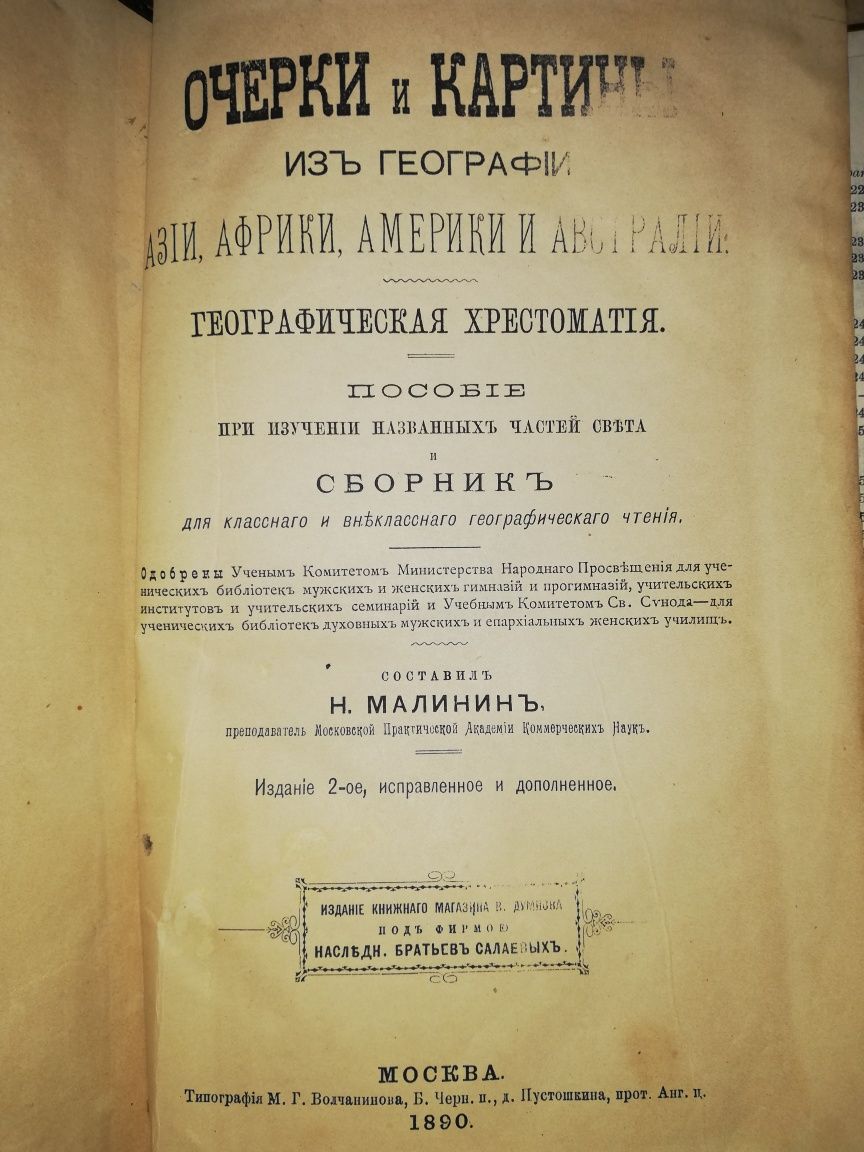 ОЧЕРКИ и КАРТИНЫ
ИЗЪ ГЕОГРАФІИ
АЗІИ, АФРИКИ, АМЕРИКИ И АВСТРАЛІИ.
ГЕОГРАФИЧЕСКАЯ ХРЕСТОМАТІЯ.
ПОСОБІЕ
ПРИ ИЗУЧЕНІИ НАЗВАННЫХЪ ЧАСТЕЙ СВѢТА
И
СБОРНИКЪ
для класснаго и внѣкласснаго географическаго чтенія.
Одобрены Ученымъ Комитетомъ Министерства Народнаго Просвѣщенія для уче-
ническихъ библіотекъ мужскихъ и женскихъ гимназій и прогимназій, учительскихъ
институтовъ и учительскихъ семинарій и Учебнымъ Комитетомъ Св. Сѵнода—для
ученическихъ библіотекъ духовныхъ мужскихъ и епархіальныхъ женскихъ училищъ.
СОСТАВИЛЪ
Н. МАЛИНИНЪ,
преподаватель Московской Практической Академіи Коммерческихъ Наукъ.
Изданіе 2-ое, исправленное и дополненное.
ИЗДАНІЕ КНИЖНАГО МАГАЗИНА В. ДУМНОВА
ПОДЪ ФИРМОЮ
НАСЛѢДН. БРАТЬЕВЪ САЛАЕВЫХЪ.
МОСКВА.
Типографія М. Г. Волчанинова, Б. Черн. п., д. Пустошкина, прот. Анг. ц.
1890.